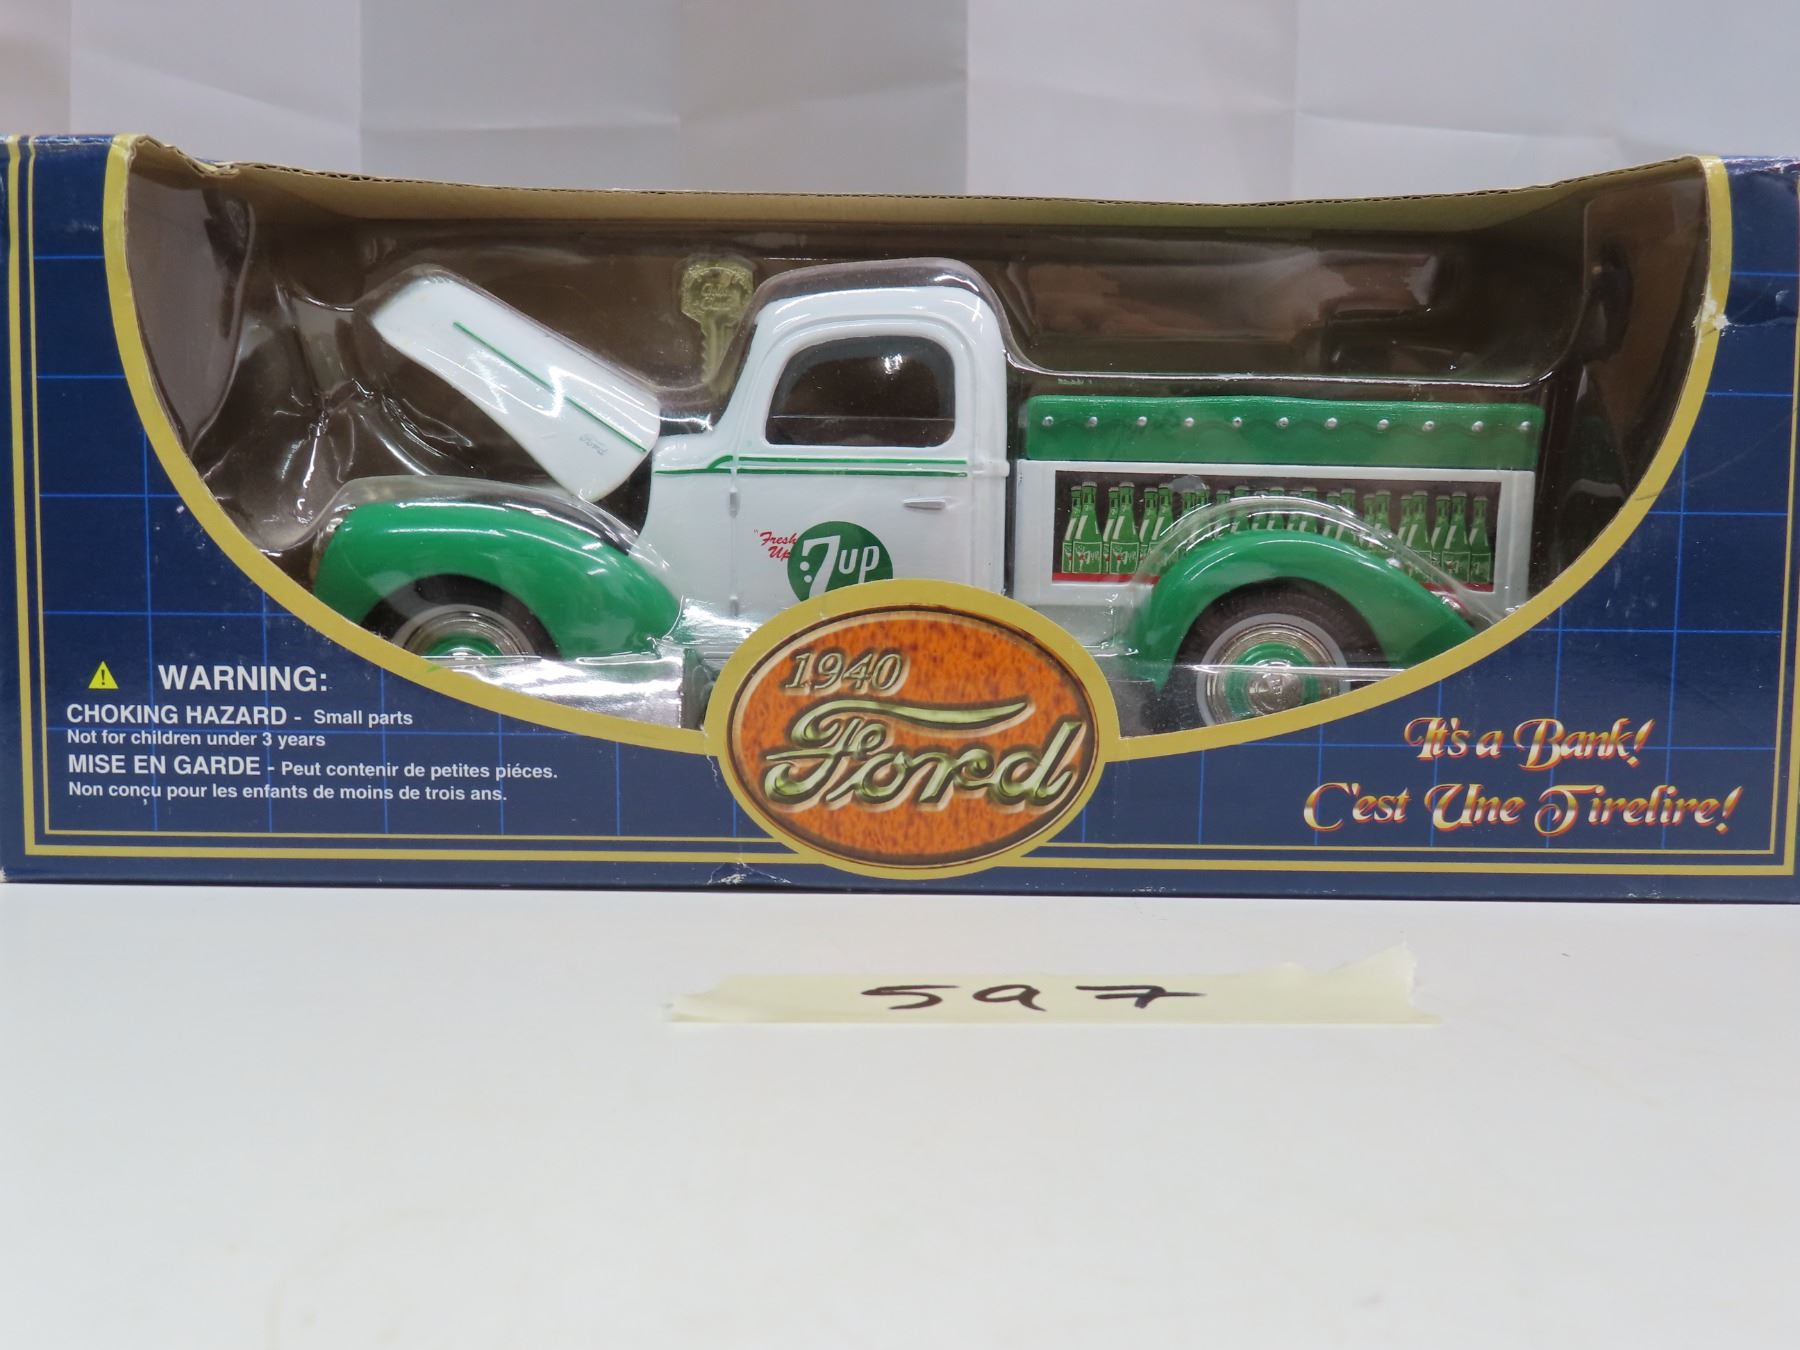 "Fresh
Up"
7up
Ford
WARNING:
CHOKING HAZARD - Small parts
Not for children under 3 years
MISE EN GARDE - Peut contenir de petites piéces.
Non conçu pour les enfants de moins de trois ans.
1940
Ford
It's a Bank!
C'est Une Tirelire!
597